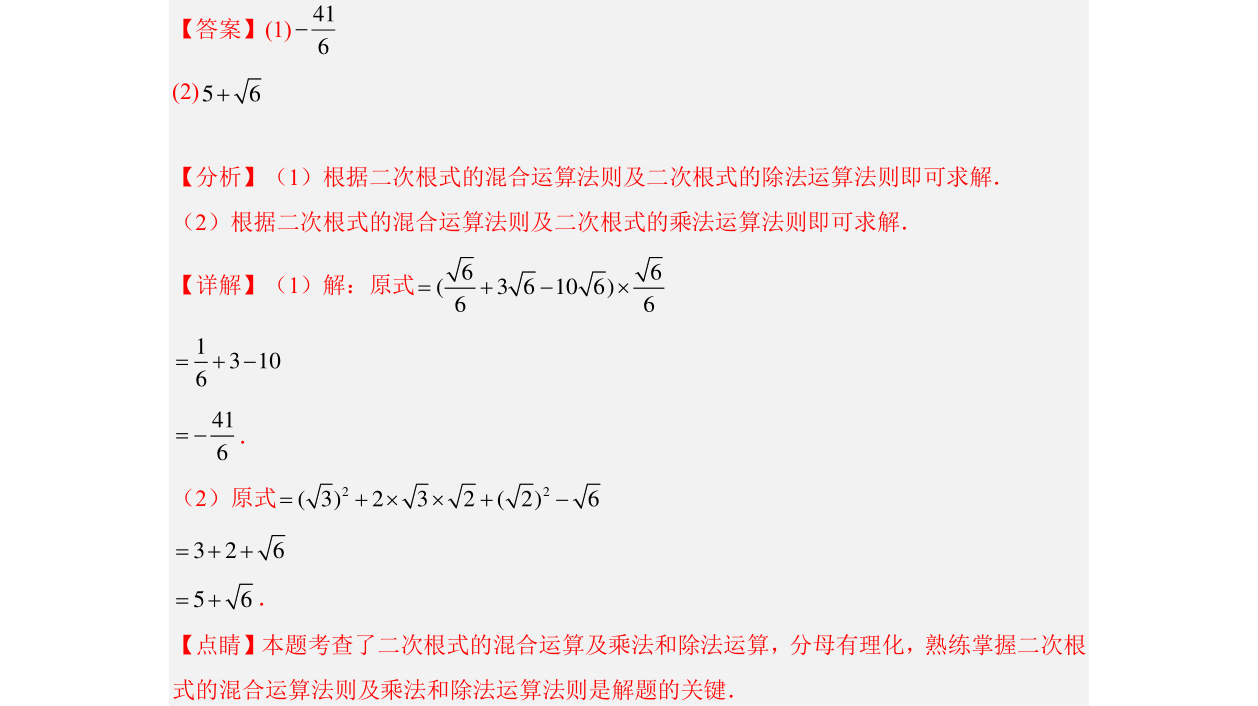 【答案】(1)−41/6
(2)5+√6
【分析】（1）根据二次根式的混合运算法则及二次根式的除法运算法则即可求解．
（2）根据二次根式的混合运算法则及二次根式的乘法运算法则即可求解．
【详解】（1）解：原式=(√6/6+3√6−10√6)×√6/6
=1/6+3−10
=−41/6．
（2）原式=(√3)²+2×√3×√2+(√2)²−√6
=3+2+√6
=5+√6．
【点睛】本题考查了二次根式的混合运算及乘法和除法运算，分母有理化，熟练掌握二次根
式的混合运算法则及乘法和除法运算法则是解题的关键．